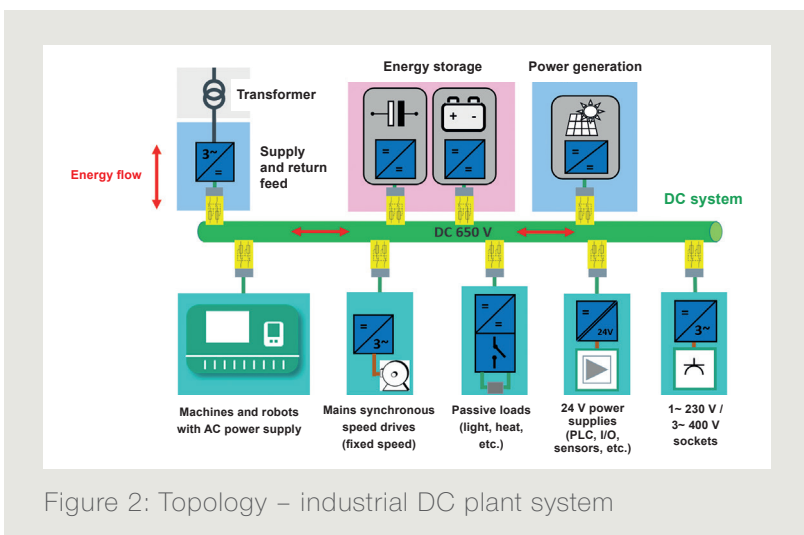 Energy storage
Power generation
Transformer
+ -
3~
=
Supply
and return
feed
Energy flow
=
=
=
=
=
=
DC system
DC 650 V
=
3~
=
=
=
24V
=
3~
Machines and robots
with AC power supply
Mains synchronous
speed drives
(fixed speed)
Passive loads
(light, heat,
etc.)
24 V power
supplies
(PLC, I/O,
sensors, etc.)
1~ 230 V /
3~ 400 V
sockets
Figure 2: Topology – industrial DC plant system